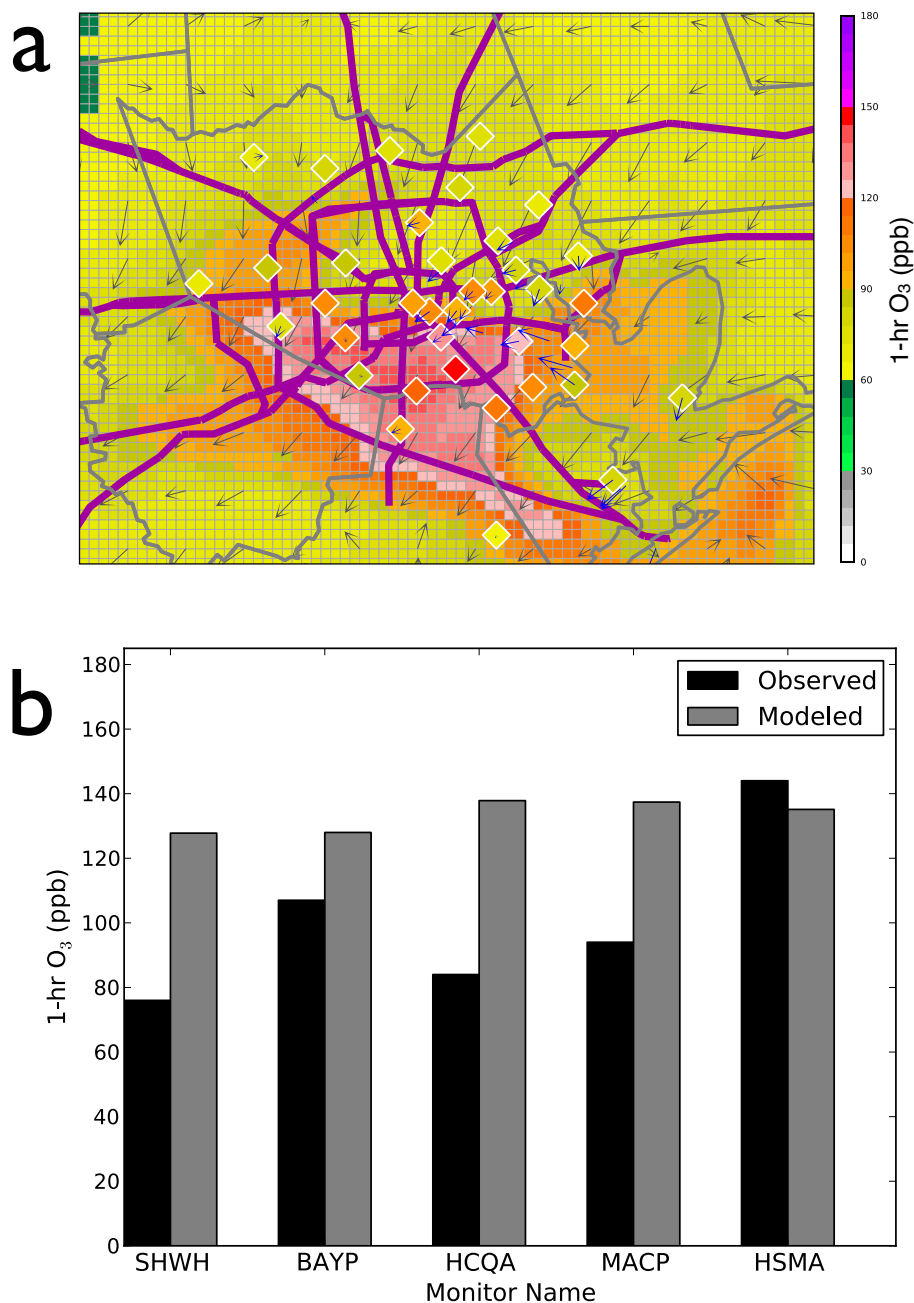 a
180
150
120
90
60
30
0
1-hr O3 (ppb)
b
180
160
140
120
100
80
60
40
20
0
1-hr O3 (ppb)
Observed
Modeled
SHWH BAYP HCQA MACP HSMA
Monitor Name